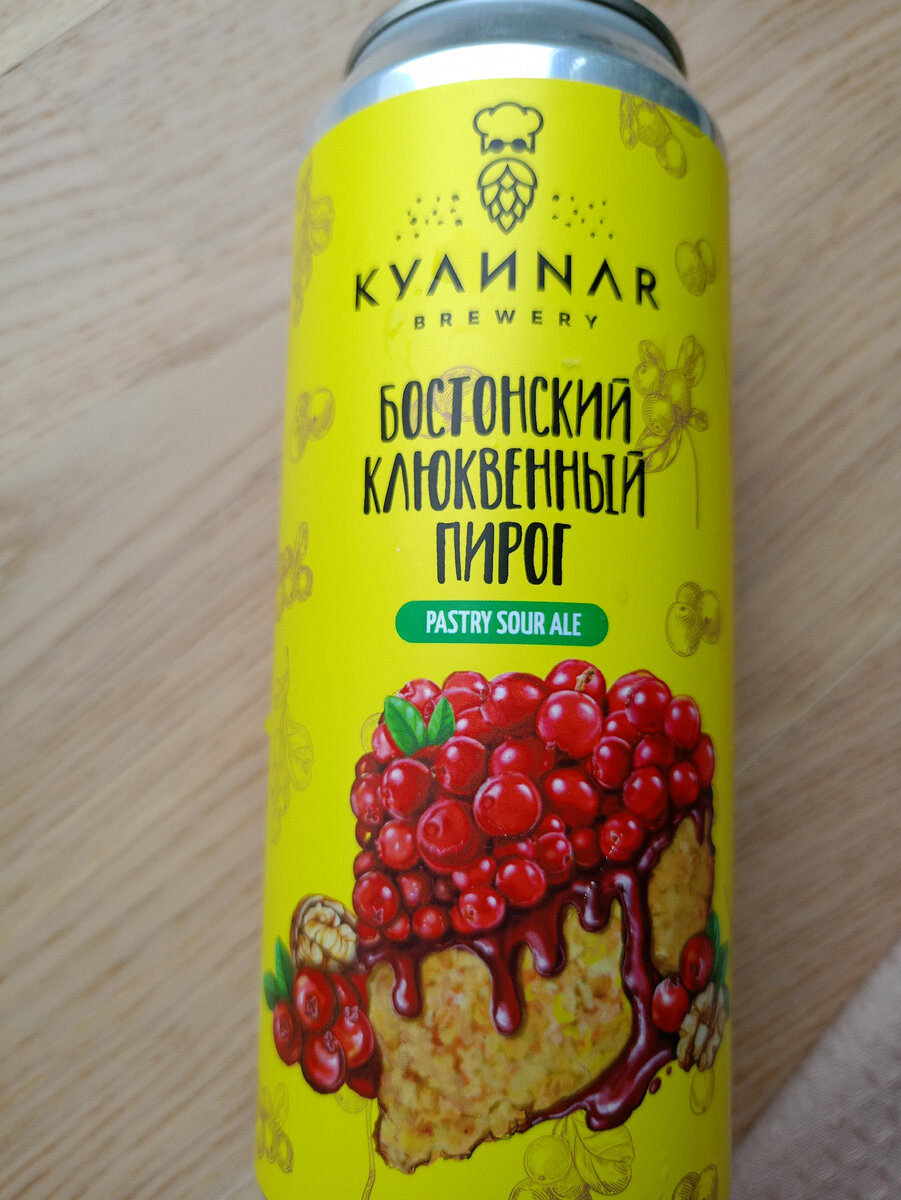 КУЛИNАR
BREWERY
БОСТОНСКИЙ
КЛЮКВЕННЫЙ
ПИРОГ
PASTRY SOUR ALE